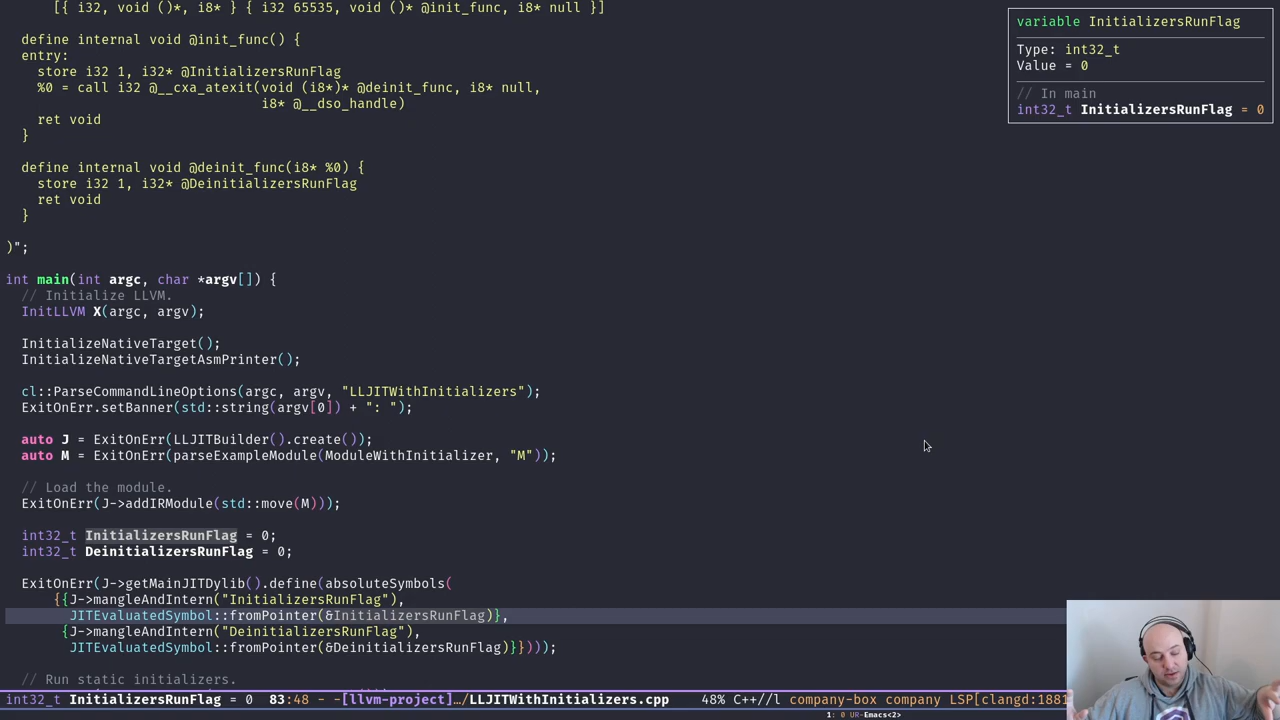 [{ i32, void ()*, i8* } { i32 65535, void ()* @init_func, i8* null }]
define internal void @init_func() {
entry:
store i32 1, i32* @InitializersRunFlag
%0 = call i32 @__cxa_atexit(void (i8*)* @deinit_func, i8* null,
i8* @__dso_handle)
ret void
}
define internal void @deinit_func(i8* %0) {
store i32 1, i32* @DeinitializersRunFlag
ret void
}
)";
int main(int argc, char *argv[]) {
// Initialize LLVM.
InitLLVM X(argc, argv);
InitializeNativeTarget();
InitializeNativeTargetAsmPrinter();
cl::ParseCommandLineOptions(argc, argv, "LLJITWithInitializers");
ExitOnErr.setBanner(std::string(argv[0]) + ": ");
auto J = ExitOnErr(LLJITBuilder().create());
auto M = ExitOnErr(parseExampleModule(ModuleWithInitializer, "M"));
// Load the module.
ExitOnErr(J->addIRModule(std::move(M)));
int32_t InitializersRunFlag = 0;
int32_t DeinitializersRunFlag = 0;
ExitOnErr(J->getMainJITDylib().define(absoluteSymbols(
{{J->mangleAndIntern("InitializersRunFlag"),
JITEvaluatedSymbol::fromPointer(&InitializersRunFlag)},
{J->mangleAndIntern("DeinitializersRunFlag"),
JITEvaluatedSymbol::fromPointer(&DeinitializersRunFlag)}})));
// Run static initializers.
int32_t InitializersRunFlag = 0 83:48 - -[llvm-project]…/LLJITWithInitializers.cpp 48% C++//l company-box company LSP[clangd:1881
1: 0 UR-Emacs<2>
variable InitializersRunFlag
Type: int32_t
Value = 0
// In main
int32_t InitializersRunFlag = 0